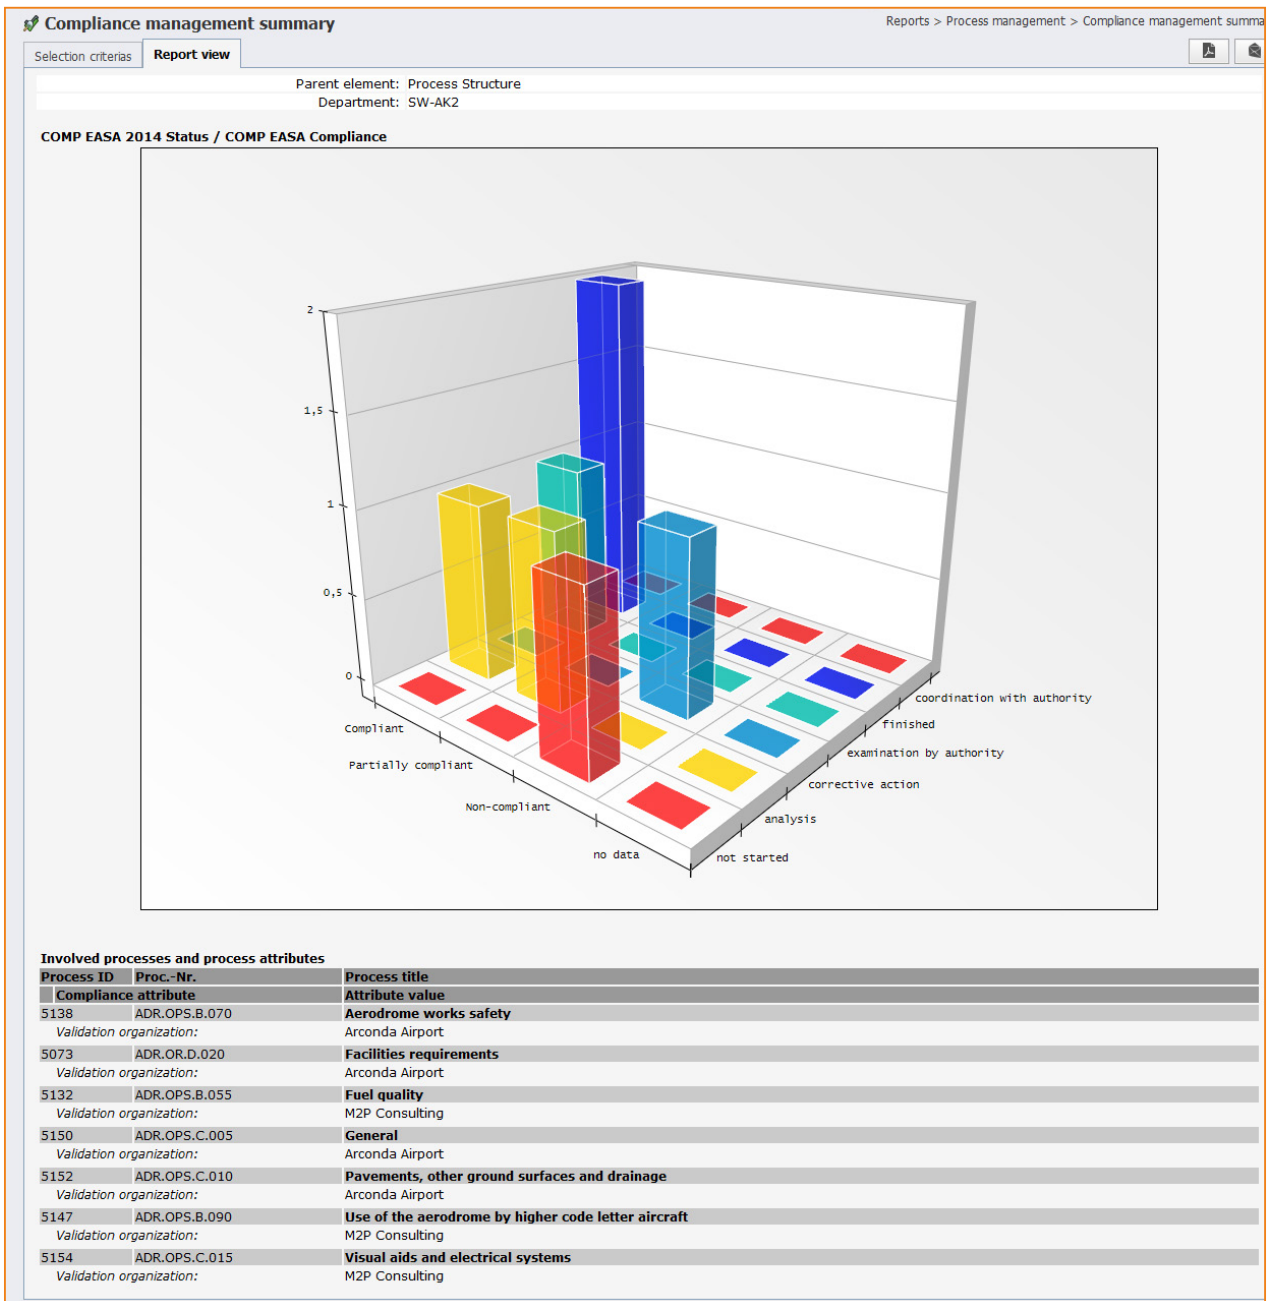 Compliance management summary
Reports > Process management > Compliance management summa
Selection criterias
Report view
Parent element: Process Structure
Department: SW-AK2
COMP EASA 2014 Status / COMP EASA Compliance
2
1,5
1
0,5
0
Compliant
Partially compliant
Non-compliant
no data
coordination with authority
finished
examination by authority
corrective action
analysis
not started
Involved processes and process attributes
Process ID Proc.-Nr. Process title
Compliance attribute Attribute value
5138 ADR.OPS.B.070 Aerodrome works safety
Validation organization: Arconda Airport
5073 ADR.OR.D.020 Facilities requirements
Validation organization: Arconda Airport
5132 ADR.OPS.B.055 Fuel quality
Validation organization: M2P Consulting
5150 ADR.OPS.C.005 General
Validation organization: Arconda Airport
5152 ADR.OPS.C.010 Pavements, other ground surfaces and drainage
Validation organization: Arconda Airport
5147 ADR.OPS.B.090 Use of the aerodrome by higher code letter aircraft
Validation organization: M2P Consulting
5154 ADR.OPS.C.015 Visual aids and electrical systems
Validation organization: M2P Consulting